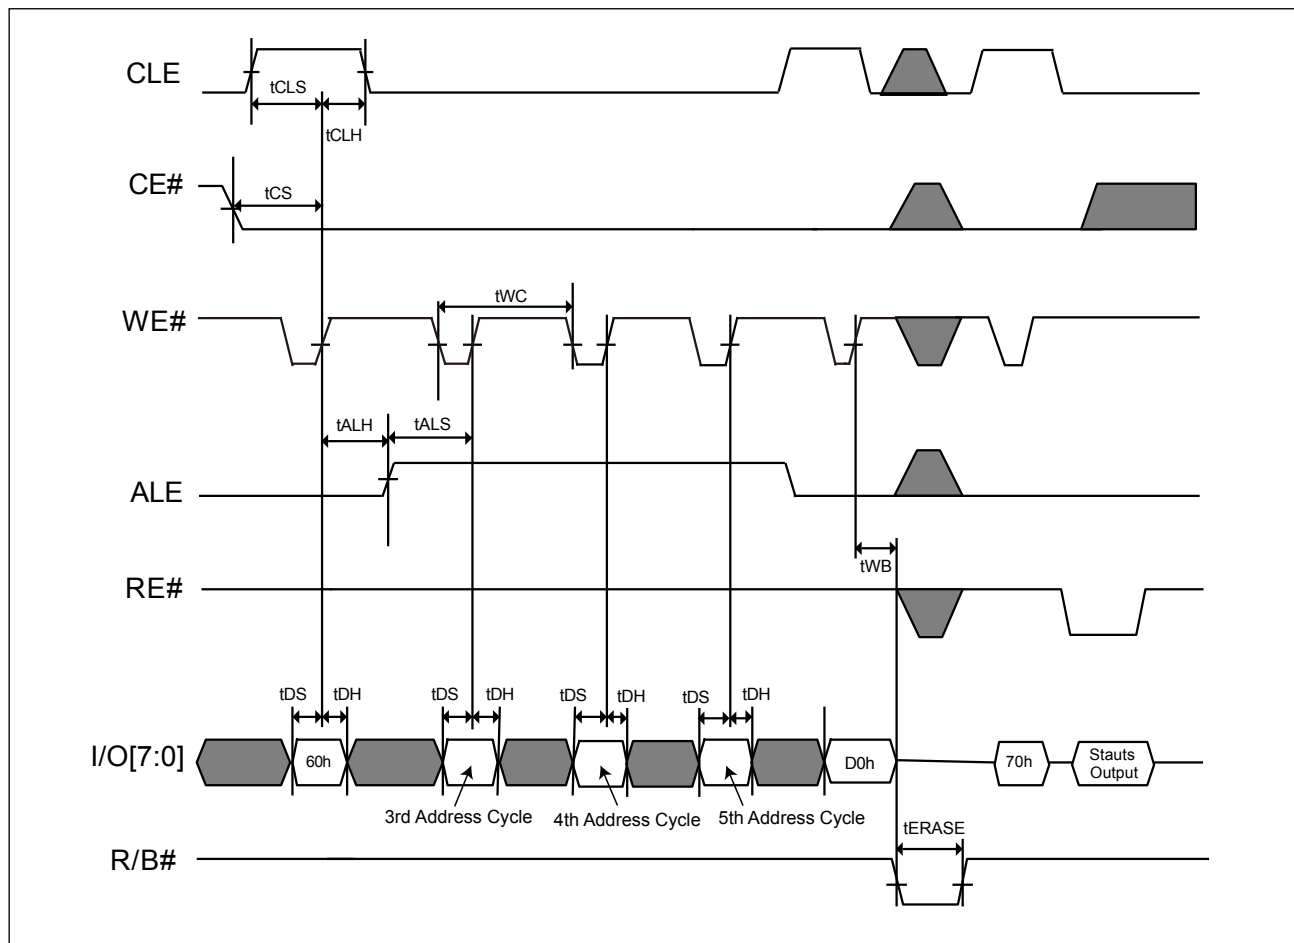 CLE
tCLS
tCLH
CE#
tCS
WE#
tWC
tALH
tALS
ALE
tWB
RE#
tDS
tDH
tDS
tDH
tDS
tDH
tDS
tDH
I/O[7:0]
60h
D0h
70h
Stauts
Output
3rd Address Cycle
4th Address Cycle
5th Address Cycle
tERASE
R/B#